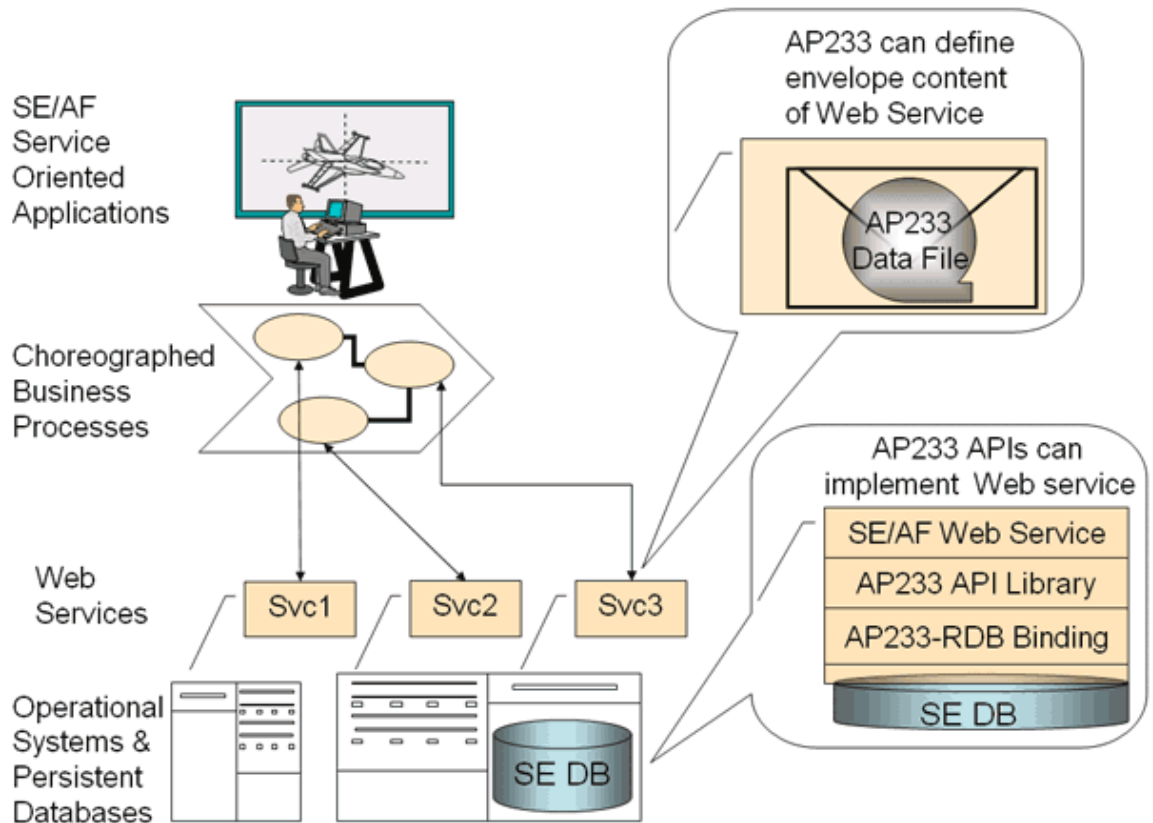 SE/AF
Service
Oriented
Applications
AP233 can define
envelope content
of Web Service
AP233
Data File
Choreographed
Business
Processes
AP233 APIs can
implement Web service
SE/AF Web Service
AP233 API Library
AP233-RDB Binding
SE DB
Web
Services
Svc1
Svc2
Svc3
Operational
Systems &
Persistent
Databases
SE DB